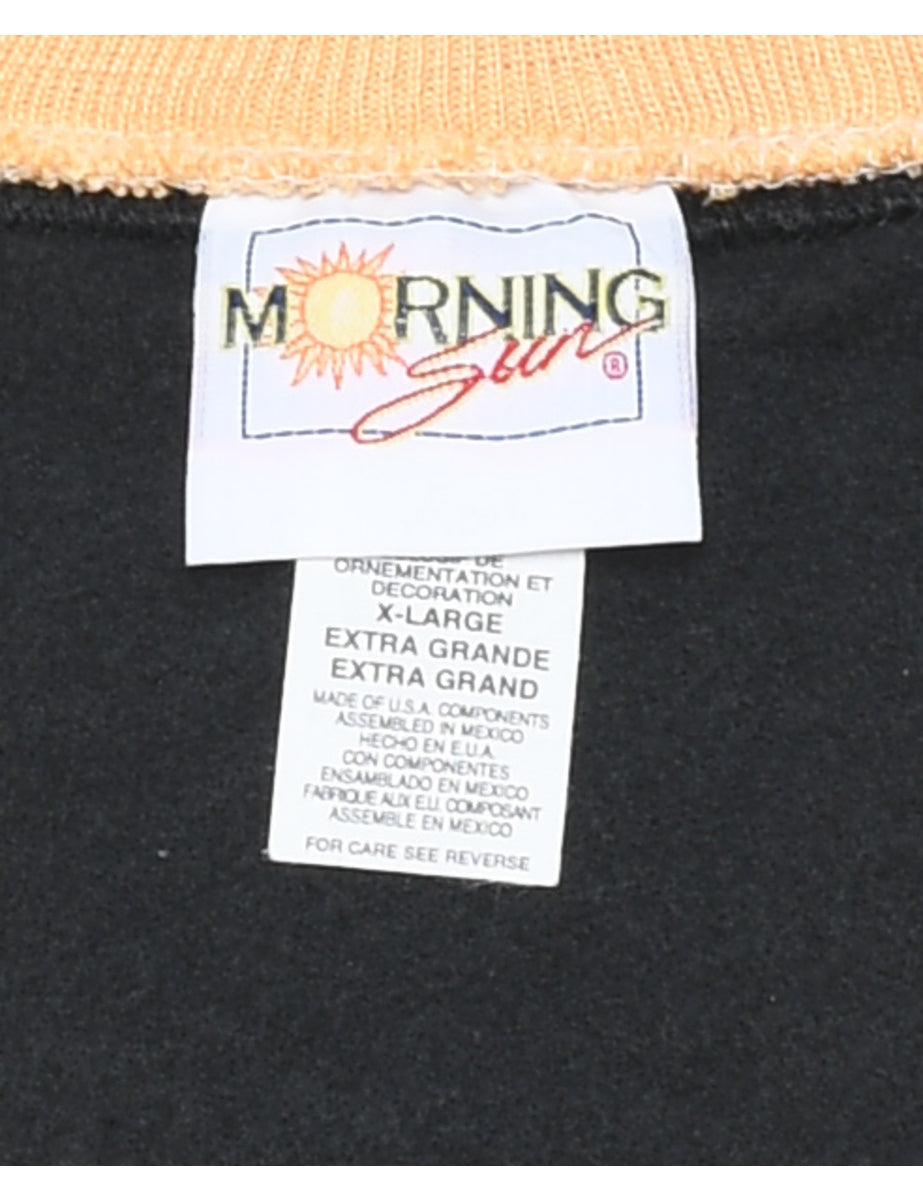 MORNING
Sun ®
DE
ORNEMENTATION ET
DECORATION
X-LARGE
EXTRA GRANDE
EXTRA GRAND
MADE OF U.S.A. COMPONENTS
ASSEMBLED IN MEXICO
HECHO EN E.U.A.
CON COMPONENTES
ENSAMBLADO EN MEXICO
FABRIQUE AUX E.U. COMPOSANT
ASSEMBLE EN MEXICO
FOR CARE SEE REVERSE